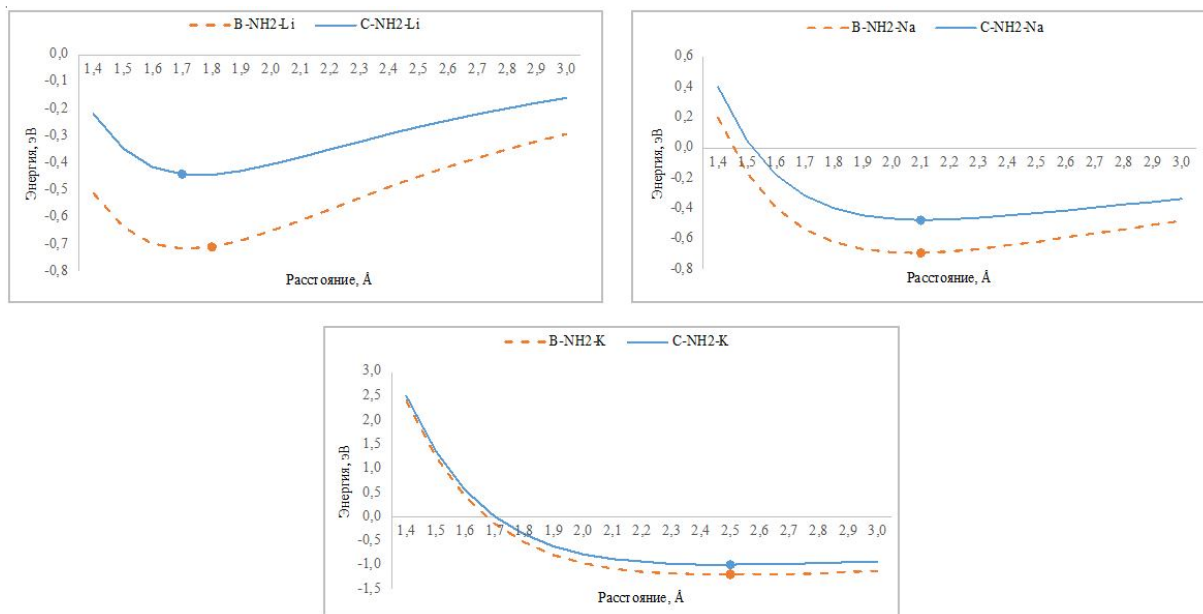 B-NH2-Li C-NH2-Li
0,0
1,4 1,5 1,6 1,7 1,8 1,9 2,0 2,1 2,2 2,3 2,4 2,5 2,6 2,7 2,8 2,9 3,0
-0,1
-0,2
-0,3
-0,4
-0,5
-0,6
-0,7
-0,8
Энергия, эВ
Расстояние, Å
B-NH2-Na C-NH2-Na
0,6
0,4
0,2
0,0
1,4 1,5 1,6 1,7 1,8 1,9 2,0 2,1 2,2 2,3 2,4 2,5 2,6 2,7 2,8 2,9 3,0
-0,2
-0,4
-0,6
-0,8
Энергия, эВ
Расстояние, Å
B-NH2-K C-NH2-K
3,0
2,5
2,0
1,5
1,0
0,5
0,0
1,4 1,5 1,6 1,7 1,8 1,9 2,0 2,1 2,2 2,3 2,4 2,5 2,6 2,7 2,8 2,9 3,0
-0,5
-1,0
-1,5
Энергия, эВ
Расстояние, Å